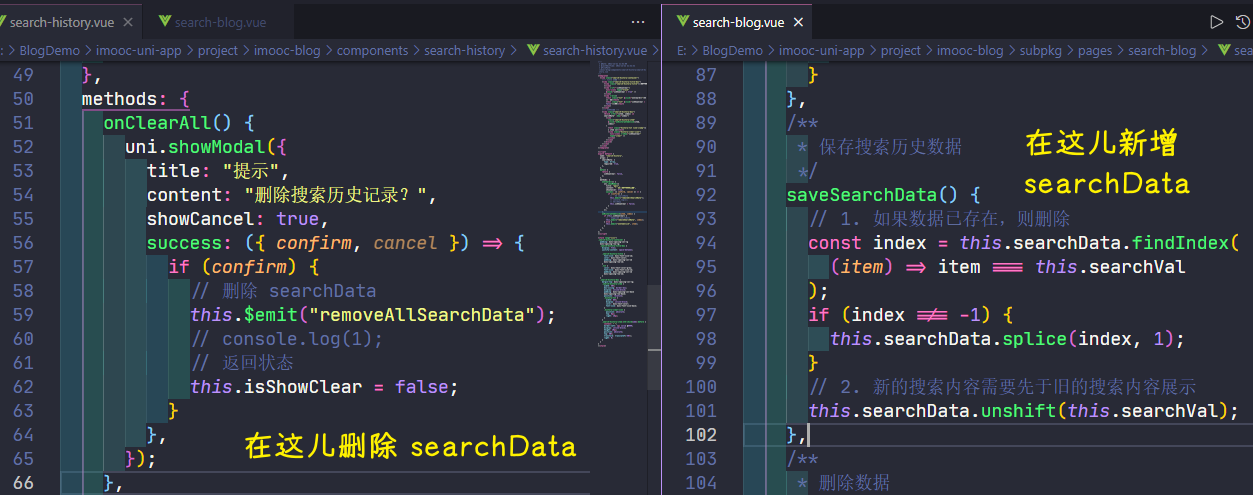 search-history.vue
search-blog.vue
BlogDemo > imooc-uni-app > project > imooc-blog > components > search-history > search-history.vue >
49 },
50 methods: {
51 onClearAll() {
52 uni.showModal({
53 title: "提示",
54 content: "删除搜索历史记录？",
55 showCancel: true,
56 success: ({ confirm, cancel }) => {
57 if (confirm) {
58 // 删除 searchData
59 this.$emit("removeAllSearchData");
60 // console.log(1);
61 // 返回状态
62 this.isShowClear = false;
63 }
64 },
65 });
66 },
在这儿删除 searchData
search-blog.vue
E: > BlogDemo > imooc-uni-app > project > imooc-blog > subpkg > pages > search-blog > sea
87 }
88 },
89 /**
90 * 保存搜索历史数据
91 */
92 saveSearchData() {
93 // 1. 如果数据已存在，则删除
94 const index = this.searchData.findIndex(
95 (item) => item === this.searchVal
96 );
97 if (index !== -1) {
98 this.searchData.splice(index, 1);
99 }
100 // 2. 新的搜索内容需要先于旧的搜索内容展示
101 this.searchData.unshift(this.searchVal);
102 },
103 /**
104 * 删除数据
在这儿新增
searchData